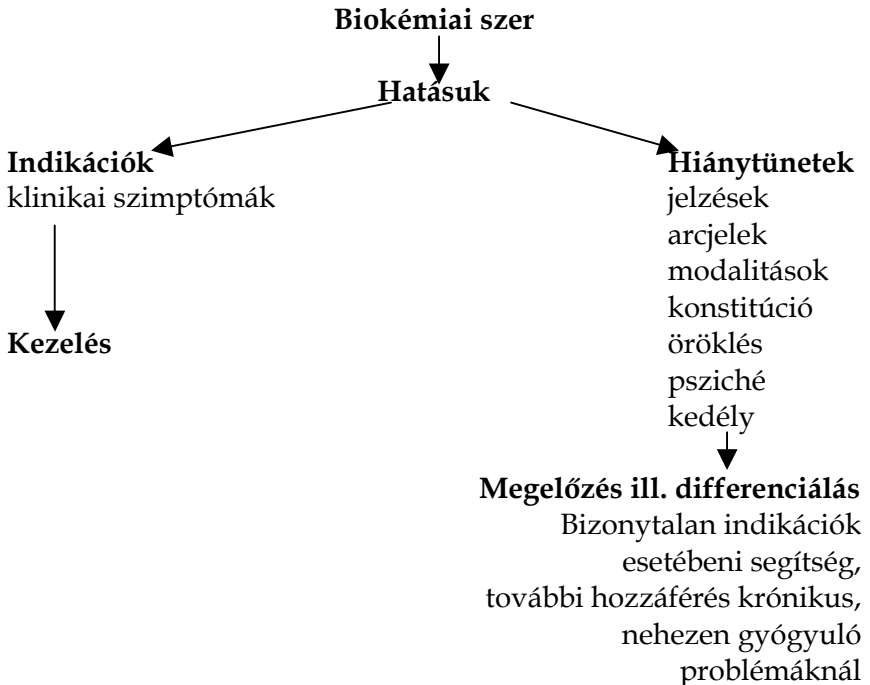 Biokémiai szer
Hatásuk
Indikációk
klinikai szimptómák
Kezelés
Hiánytünetek
jelzések
arcjelek
modalitások
konstitúció
öröklés
psziché
kedély
Megelőzés ill. differenciálás
Bizonytalan indikációk
esetébeni segítség,
további hozzáférés krónikus,
nehezen gyógyuló
problémáknál